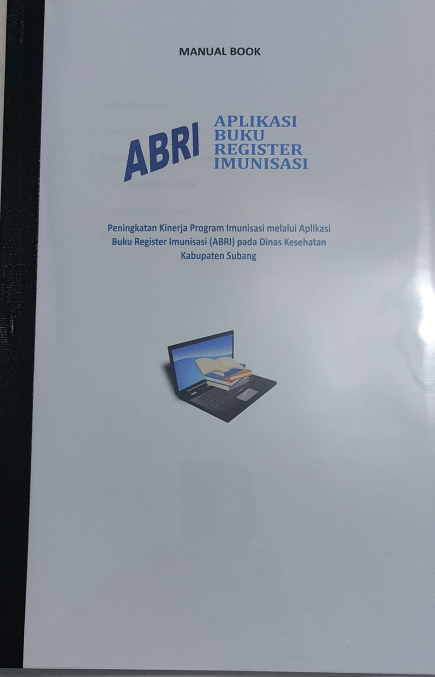 MANUAL BOOK
ABRI
APLIKASI
BUKU
REGISTER
IMUNISASI
Peningkatan Kinerja Program Imunisasi melalui Aplikasi
Buku Register Imunisasi (ABRI) pada Dinas Kesehatan
Kabupaten Subang